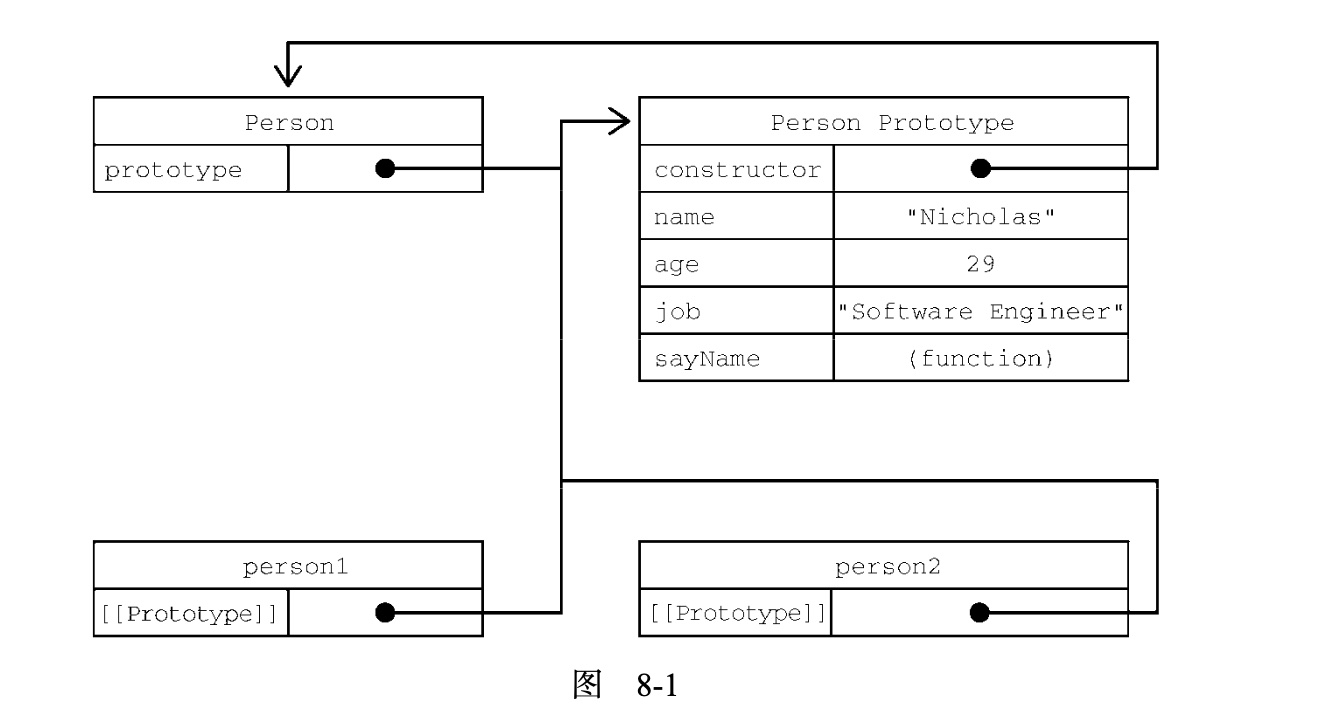 Person
prototype
Person Prototype
constructor
name "Nicholas"
age 29
job "Software Engineer"
sayName (function)
person1
[[Prototype]]
person2
[[Prototype]]
图 8-1